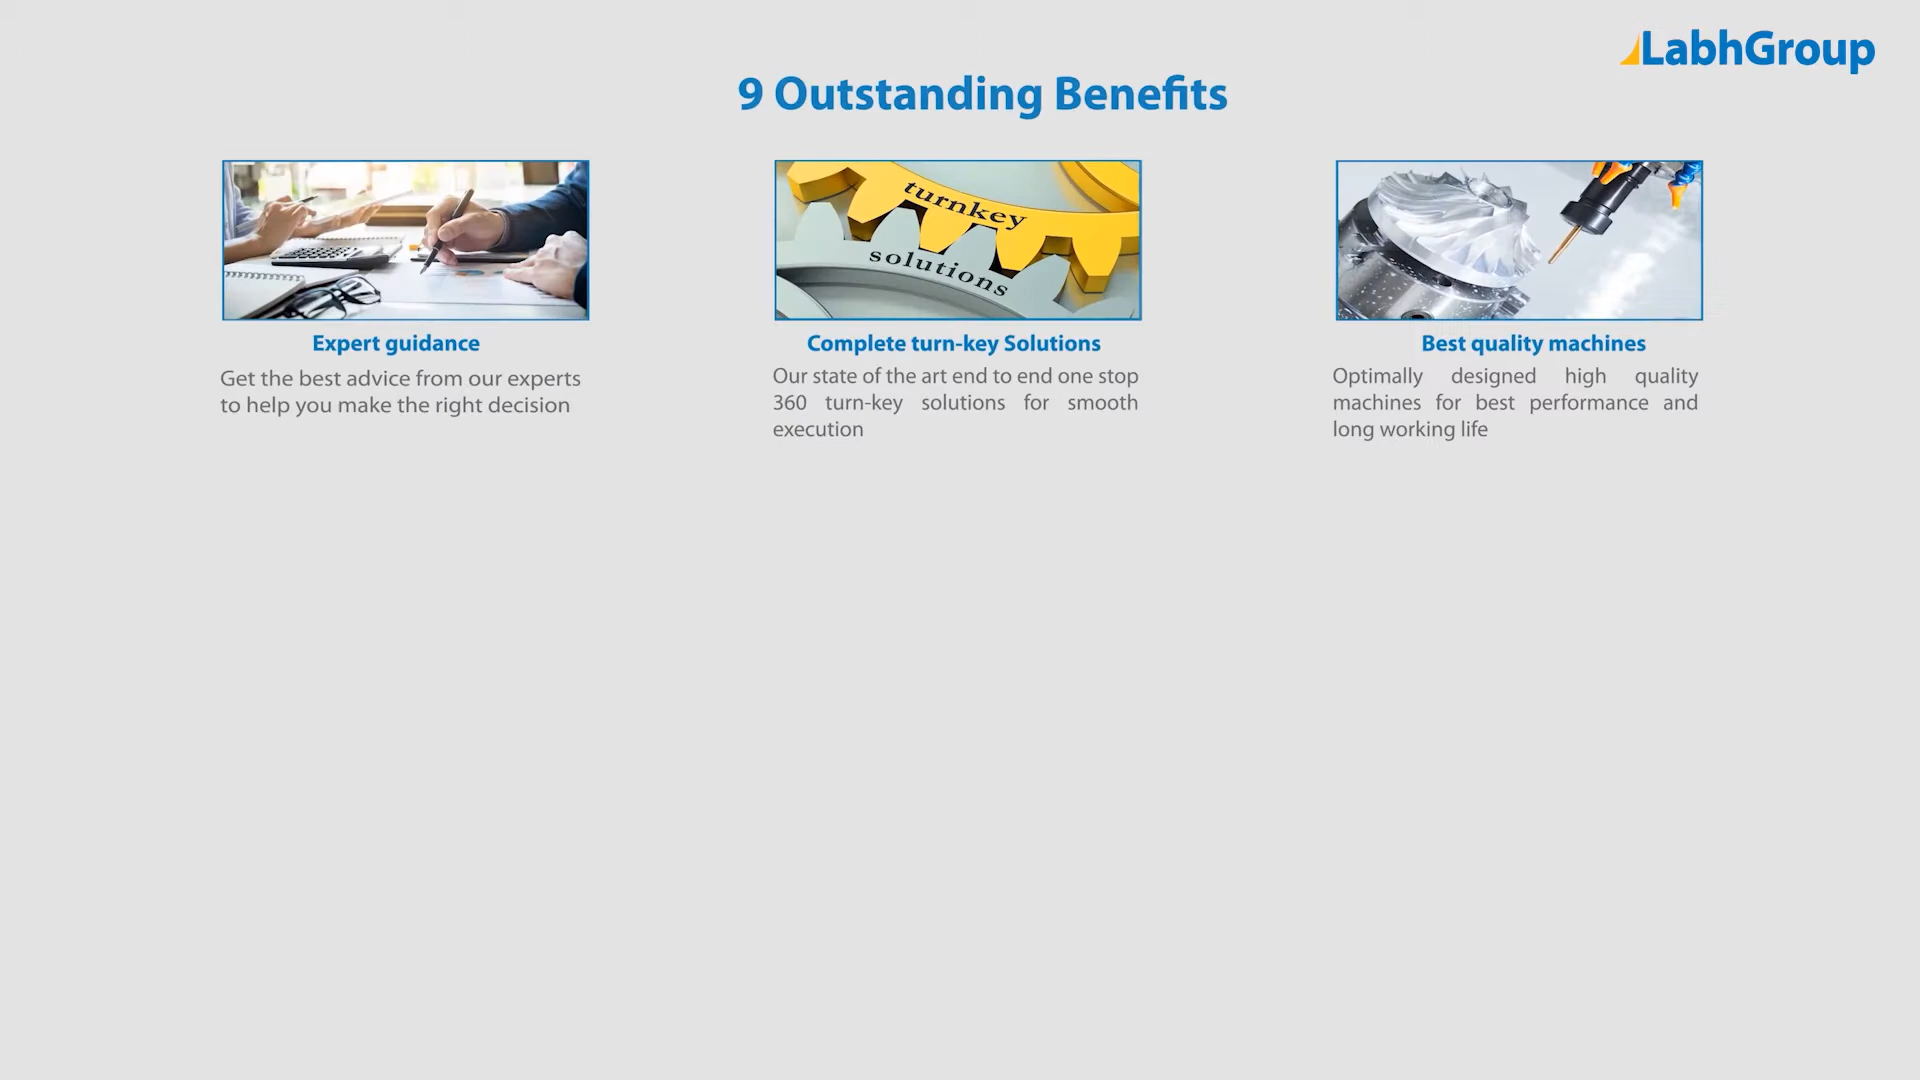 LabhGroup
9 Outstanding Benefits
turnkey
solutions
Expert guidance
Get the best advice from our experts
to help you make the right decision
Complete turn-key Solutions
Our state of the art end to end one stop
360 turn-key solutions for smooth
execution
Best quality machines
Optimally designed high quality
machines for best performance and
long working life